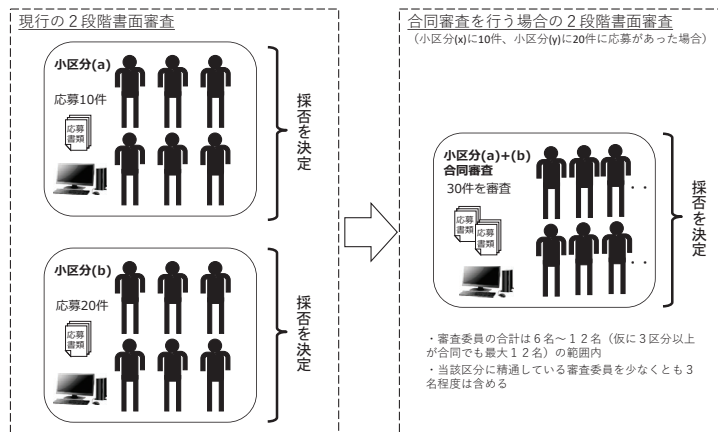 現行の２段階書面審査
小区分(a)
応募10件
応募
書類
採否を決定
小区分(b)
応募20件
応募
書類
採否を決定
合同審査を行う場合の２段階書面審査
（小区分(x)に10件、小区分(y)に20件に応募があった場合）
小区分(a)+(b)
合同審査
30件を審査
応募
書類
応募
書類
・・
・・
採否を決定
・審査委員の合計は６名～１２名（仮に３区分以上
が合同でも最大１２名）の範囲内
・当該区分に精通している審査委員を少なくとも３
名程度は含める